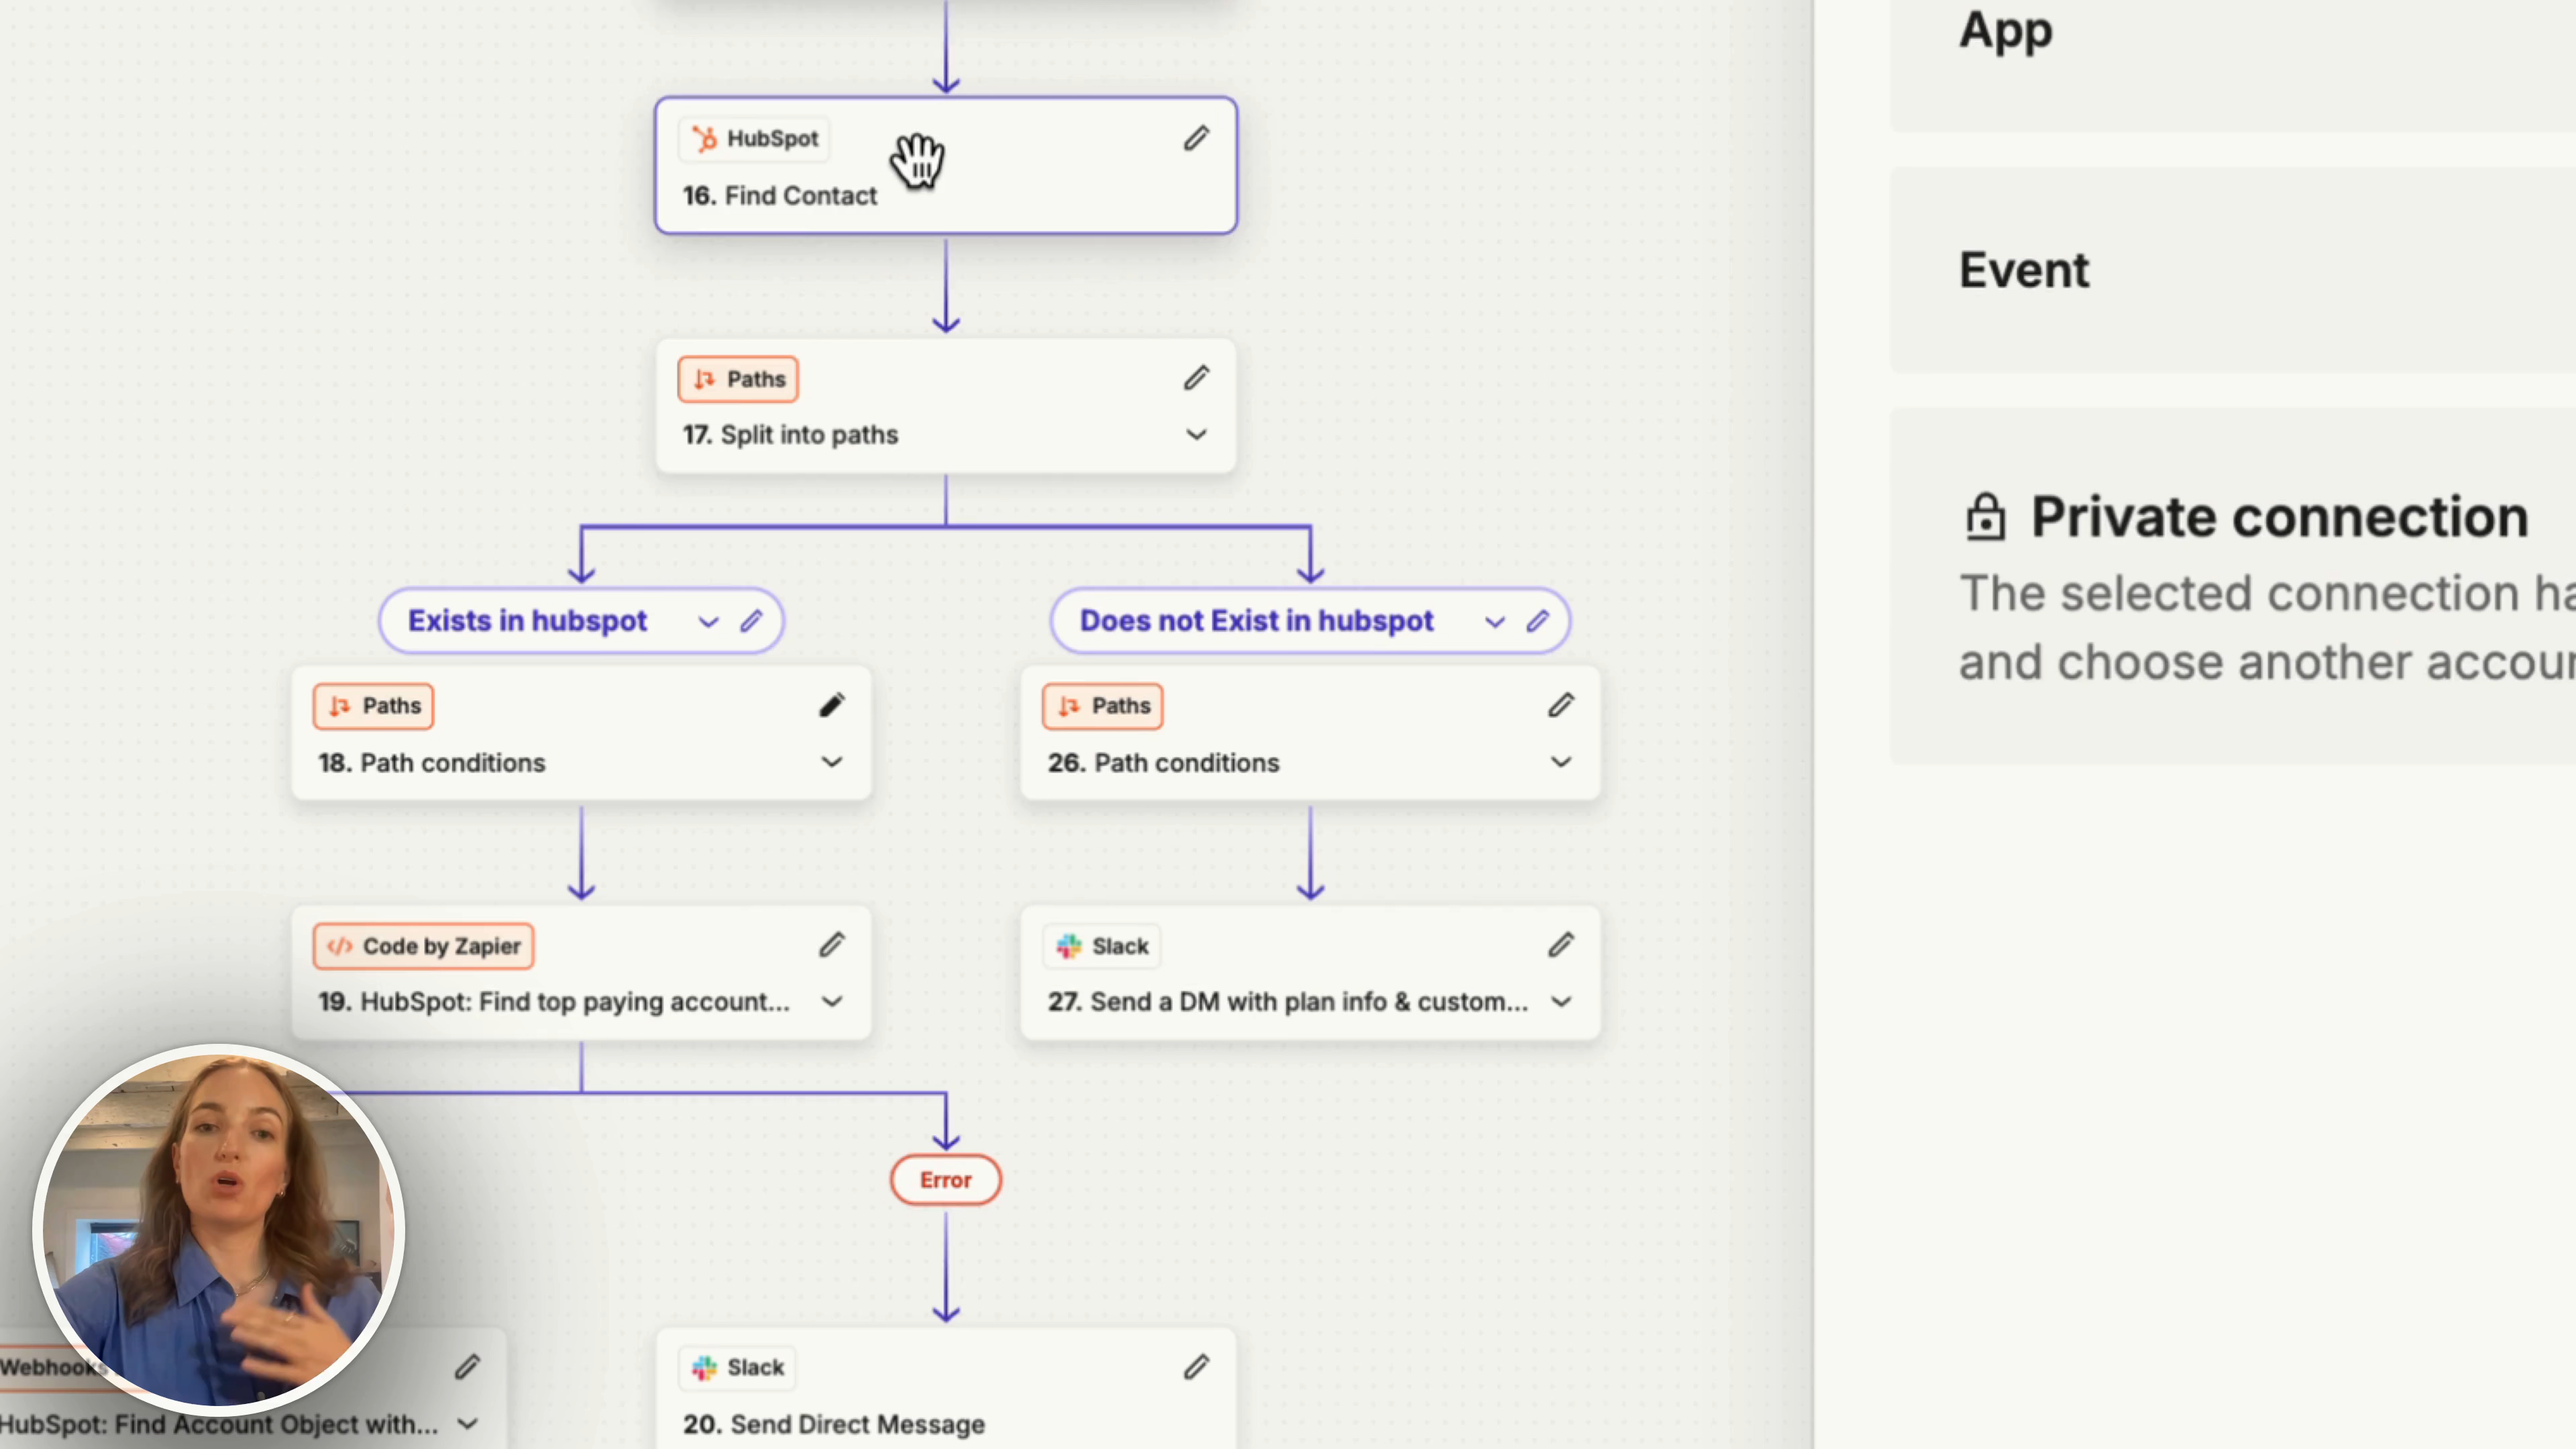 HubSpot
16. Find Contact
Paths
17. Split into paths
Exists in hubspot
Does not Exist in hubspot
Paths
18. Path conditions
Paths
26. Path conditions
Code by Zapier
19. HubSpot: Find top paying account...
Slack
27. Send a DM with plan info & custom...
Error
Webhooks
HubSpot: Find Account Object with...
Slack
20. Send Direct Message
App
Event
Private connection
The selected connection ha
and choose another accoun